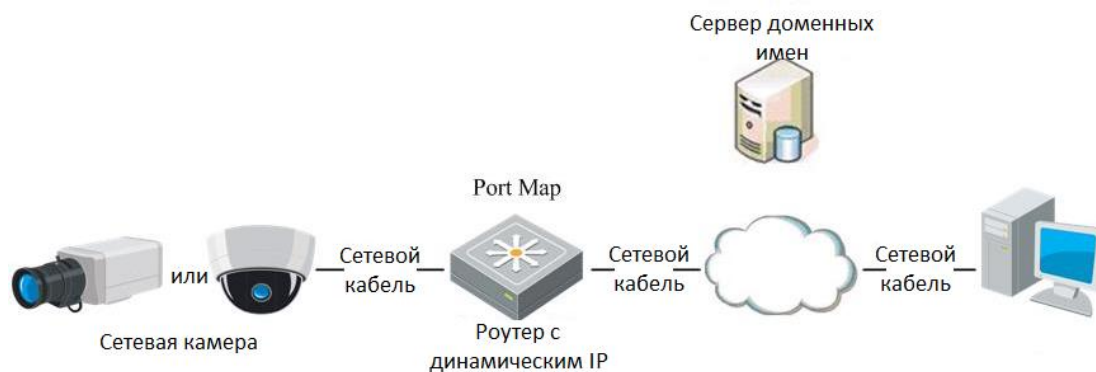 Сервер доменных
имен
Port Map
или
Сетевой
кабель
Сетевой
кабель
Сетевой
кабель
Сетевая камера
Роутер с
динамическим IP